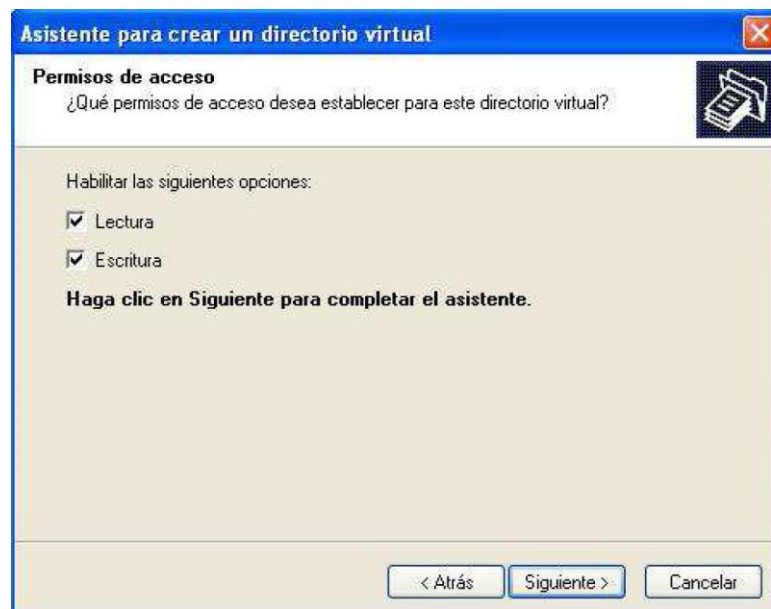 Asistente para crear un directorio virtual
Permisos de acceso
¿Qué permisos de acceso desea establecer para este directorio virtual?
Habilitar las siguientes opciones:
Lectura
Escritura
Haga clic en Siguiente para completar el asistente.
< Atrás
Siguiente >
Cancelar